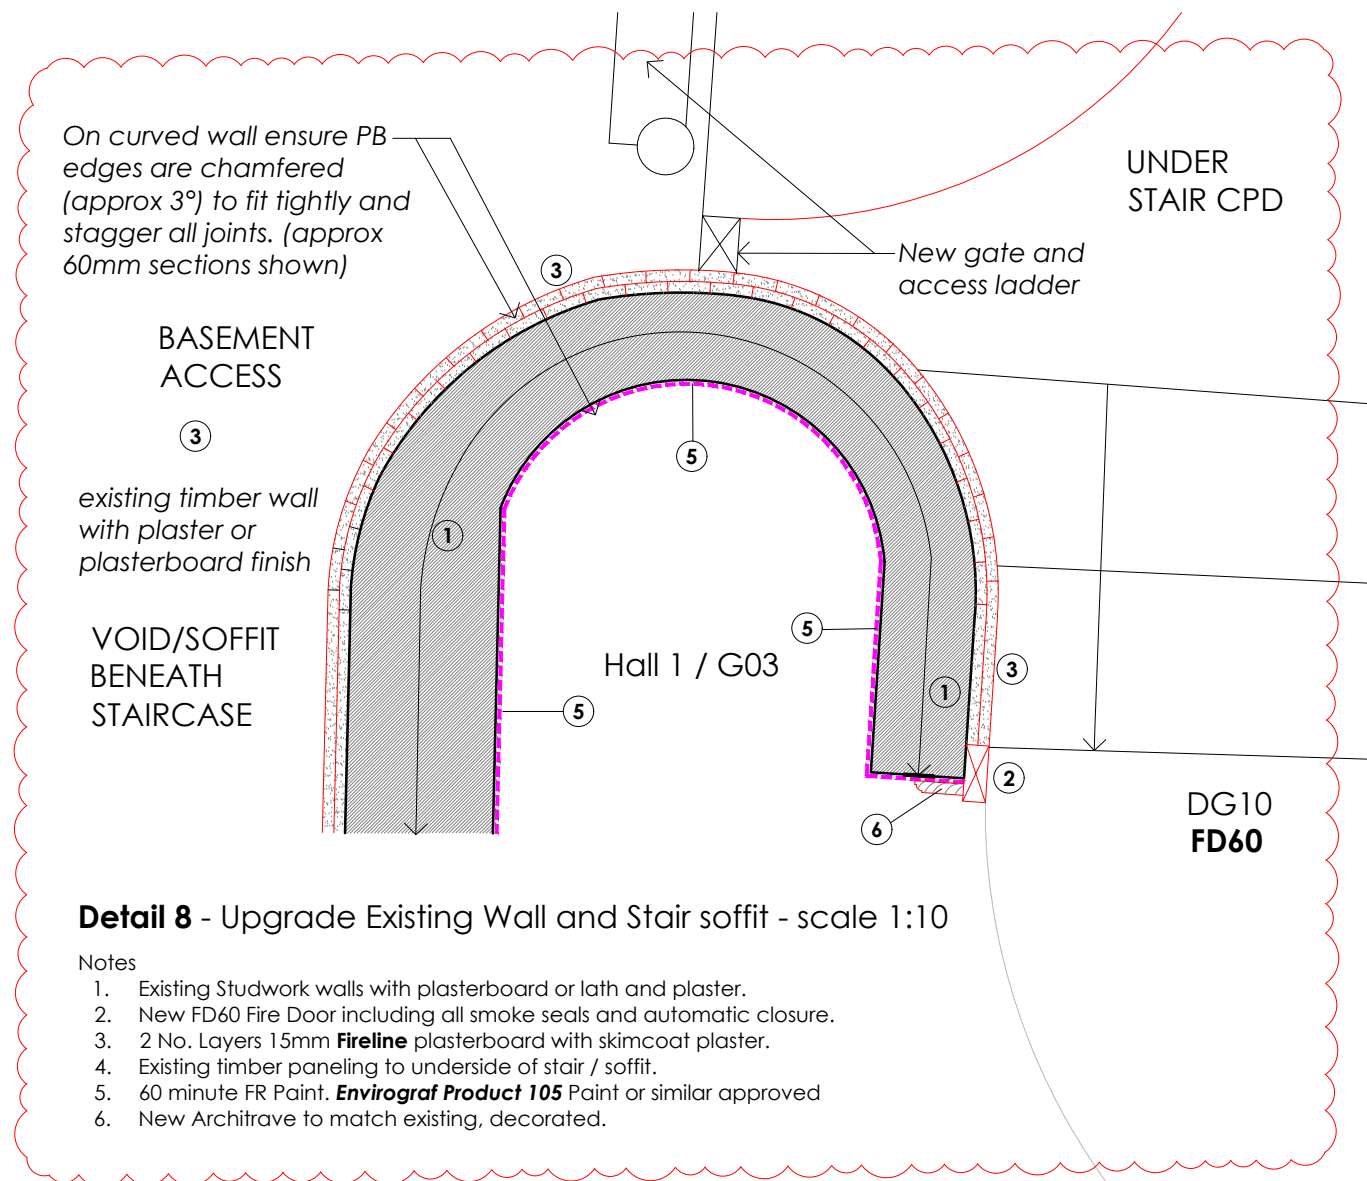 On curved wall ensure PB
edges are chamfered
(approx 3°) to fit tightly and
stagger all joints. (approx
60mm sections shown)
UNDER
STAIR CPD
New gate and
access ladder
3
BASEMENT
ACCESS
3
5
existing timber wall
with plaster or
plasterboard finish
1
VOID/SOFFIT
BENEATH
STAIRCASE
5
Hall 1 / G03
3
1
5
2
6
DG10
FD60
Detail 8 - Upgrade Existing Wall and Stair soffit - scale 1:10
Notes
1. Existing Studwork walls with plasterboard or lath and plaster.
2. New FD60 Fire Door including all smoke seals and automatic closure.
3. 2 No. Layers 15mm Fireline plasterboard with skimcoat plaster.
4. Existing timber paneling to underside of stair / soffit.
5. 60 minute FR Paint. Envirograf Product 105 Paint or similar approved
6. New Architrave to match existing, decorated.